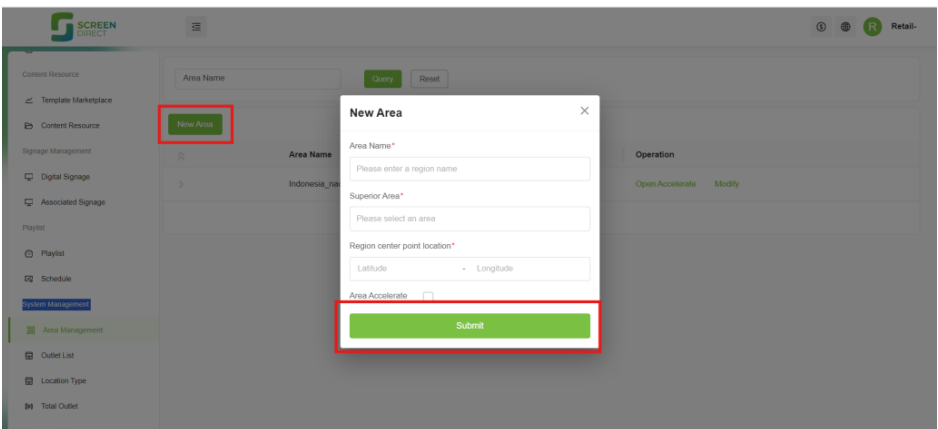 SCREEN
DIRECT
R
Retail-
Content Resource
Template Marketplace
Content Resource
Signage Management
Digital Signage
Associated Signage
Playlist
Playlist
Schedule
System Management
Area Management
Outlet List
Location Type
Total Outlet
Area Name
Query
Reset
New Area
Area Name
Operation
Indonesia_na
Open Accelerate
Modify
New Area
Area Name*
Please enter a region name
Superior Area*
Please select an area
Region center point location*
Latitude - Longitude
Area Accelerate
Submit